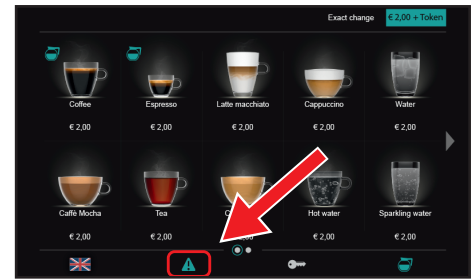 Exact change € 2,00 + Token
Coffee Espresso Latte macchiato Cappuccino Water
€ 2,00 € 2,00 € 2,00 € 2,00 € 2,00
Caffè Mocha Tea Hot water Sparkling water
€ 2,00 € 2,00 € 2,00 € 2,00